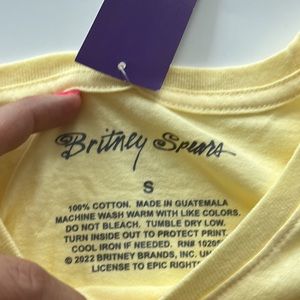 Britney Spears
S
100% COTTON. MADE IN GUATEMALA
MACHINE WASH WARM WITH LIKE COLORS.
DO NOT BLEACH. TUMBLE DRY LOW.
TURN INSIDE OUT TO PROTECT PRINT.
COOL IRON IF NEEDED. RN#
© 2022 BRITNEY BRANDS, INC.
LICENSE TO EPIC